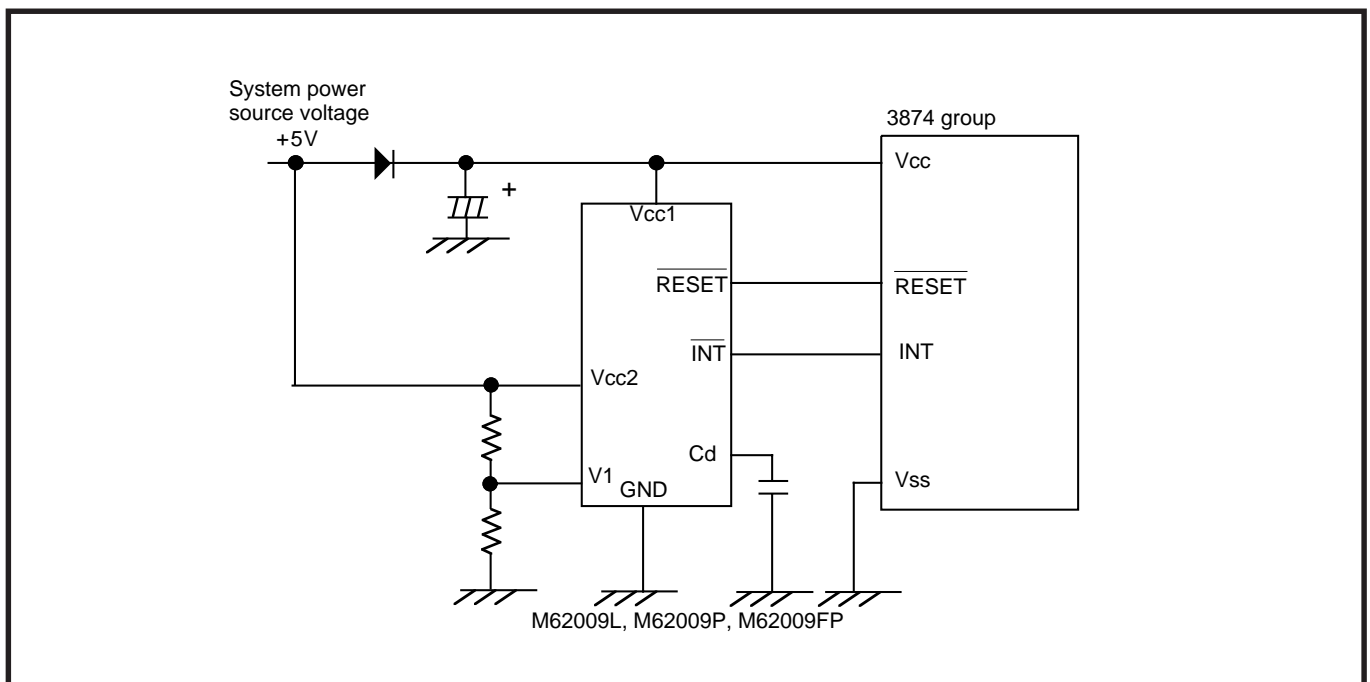 System power
source voltage
+5V
3874 group
Vcc
+
Vcc1
RESET
RESET
INT
INT
Vcc2
Cd
V1
GND
Vss
M62009L, M62009P, M62009FP